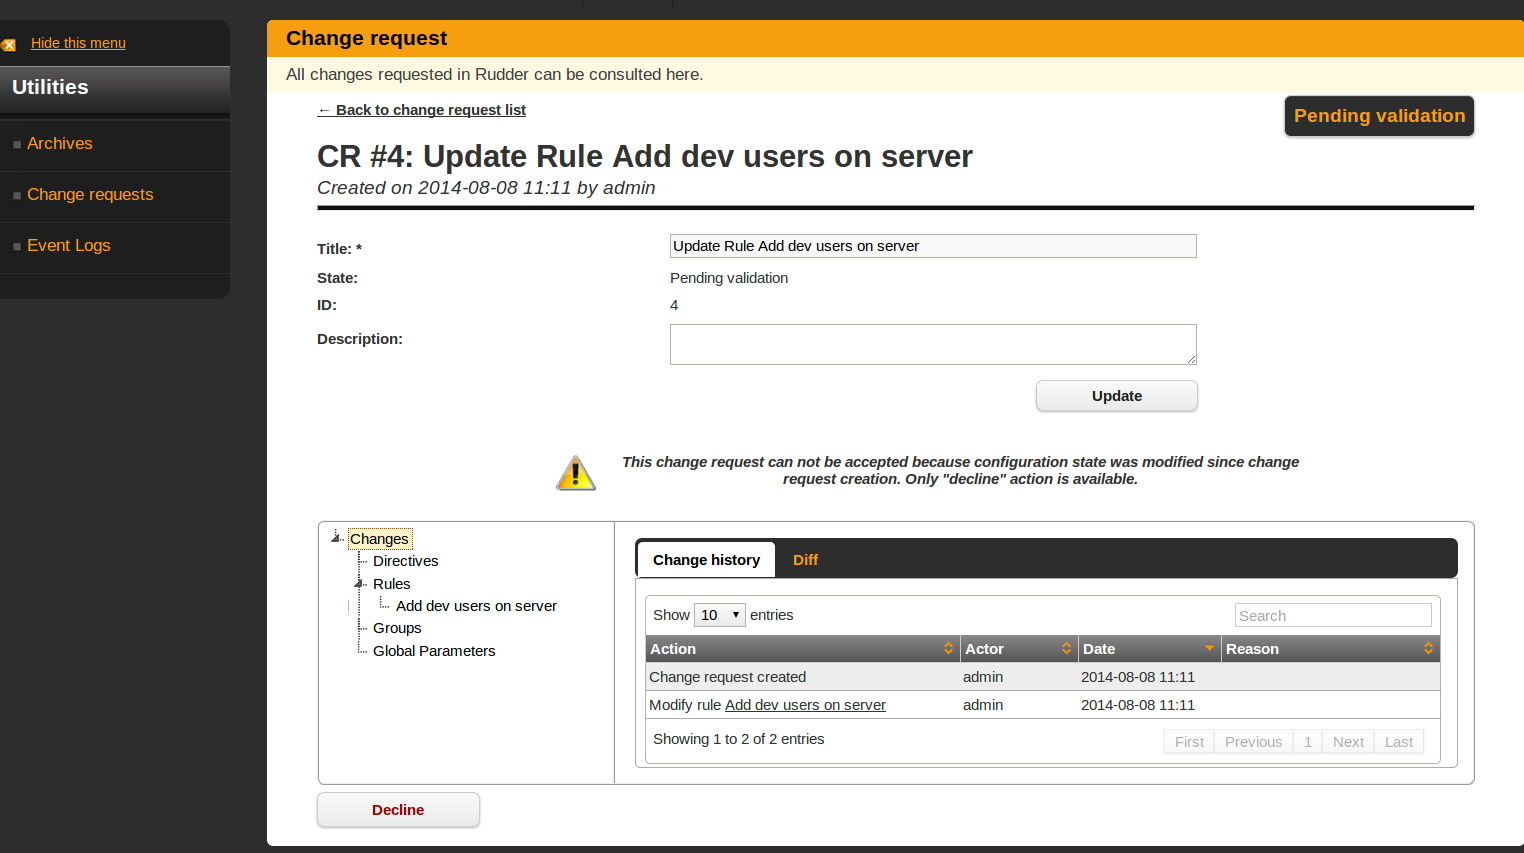 Hide this menu
Utilities
Archives
Change requests
Event Logs
Change request
All changes requested in Rudder can be consulted here.
← Back to change request list
Pending validation
CR #4: Update Rule Add dev users on server
Created on 2014-08-08 11:11 by admin
Title: * Update Rule Add dev users on server
State: Pending validation
ID: 4
Description:
Update
This change request can not be accepted because configuration state was modified since change
request creation. Only "decline" action is available.
Changes
Directives
Rules
Add dev users on server
Groups
Global Parameters
Change history Diff
Show 10 entries Search
Action Actor Date Reason
Change request created admin 2014-08-08 11:11
Modify rule Add dev users on server admin 2014-08-08 11:11
Showing 1 to 2 of 2 entries First Previous 1 Next Last
Decline